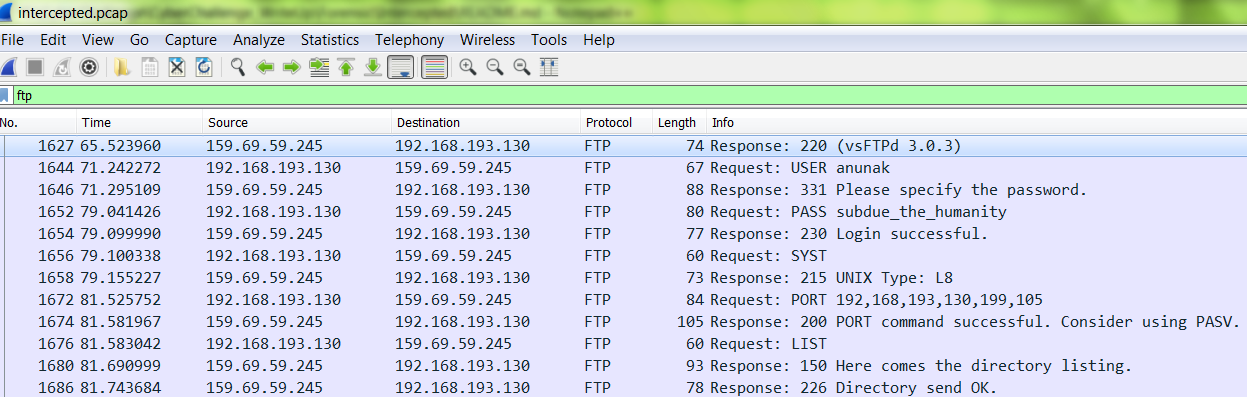 intercepted.pcap
File Edit View Go Capture Analyze Statistics Telephony Wireless Tools Help
ftp
No. Time Source Destination Protocol Length Info
1627 65.523960 159.69.59.245 192.168.193.130 FTP 74 Response: 220 (vsFTPd 3.0.3)
1644 71.242272 192.168.193.130 159.69.59.245 FTP 67 Request: USER anunak
1646 71.295109 159.69.59.245 192.168.193.130 FTP 88 Response: 331 Please specify the password.
1652 79.041426 192.168.193.130 159.69.59.245 FTP 80 Request: PASS subdue_the_humanity
1654 79.099990 159.69.59.245 192.168.193.130 FTP 77 Response: 230 Login successful.
1656 79.100338 192.168.193.130 159.69.59.245 FTP 60 Request: SYST
1658 79.155227 159.69.59.245 192.168.193.130 FTP 73 Response: 215 UNIX Type: L8
1672 81.525752 192.168.193.130 159.69.59.245 FTP 84 Request: PORT 192,168,193,130,199,105
1674 81.581967 159.69.59.245 192.168.193.130 FTP 105 Response: 200 PORT command successful. Consider using PASV.
1676 81.583042 192.168.193.130 159.69.59.245 FTP 60 Request: LIST
1680 81.690999 159.69.59.245 192.168.193.130 FTP 93 Response: 150 Here comes the directory listing.
1686 81.743684 159.69.59.245 192.168.193.130 FTP 78 Response: 226 Directory send OK.